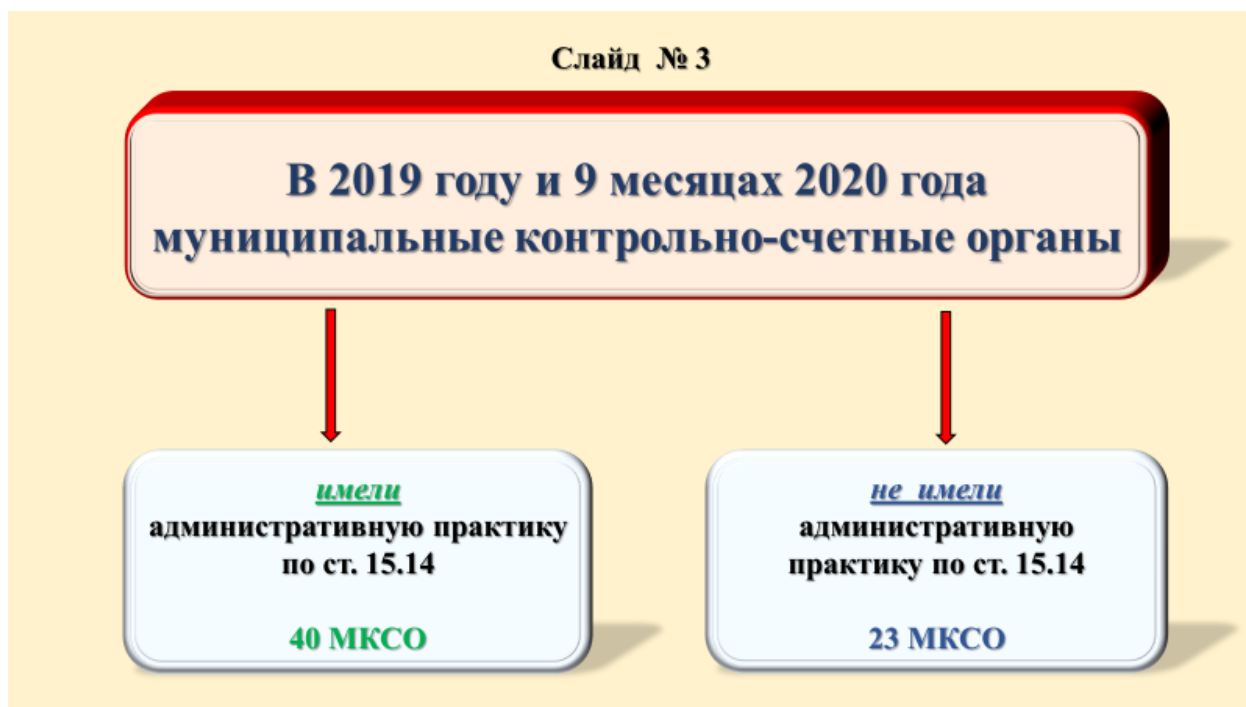 Слайд № 3
В 2019 году и 9 месяцах 2020 года
муниципальные контрольно-счетные органы
имели
административную практику
по ст. 15.14
40 МКСО
не имели
административную
практику по ст. 15.14
23 МКСО